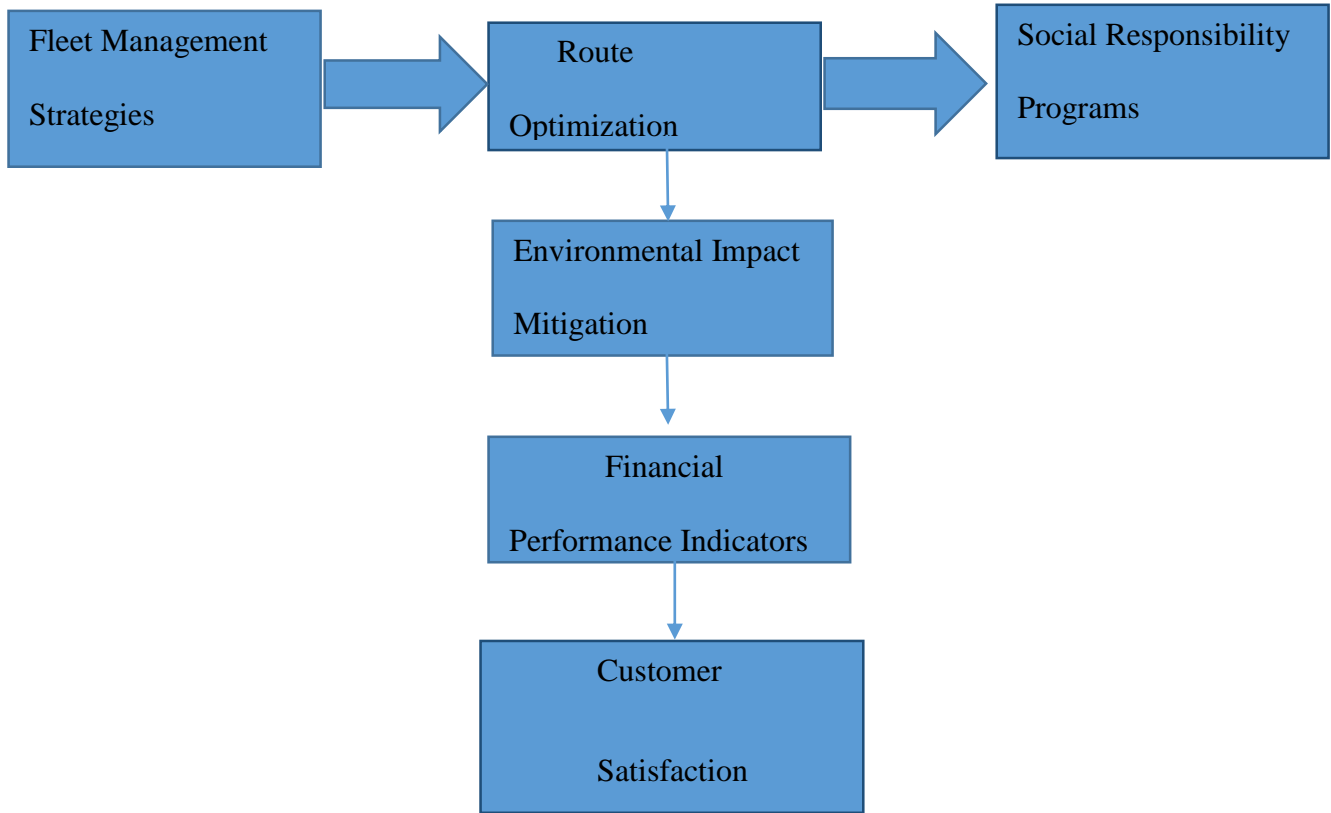 Fleet Management
Strategies
Route
Optimization
Social Responsibility
Programs
Environmental Impact
Mitigation
Financial
Performance Indicators
Customer
Satisfaction